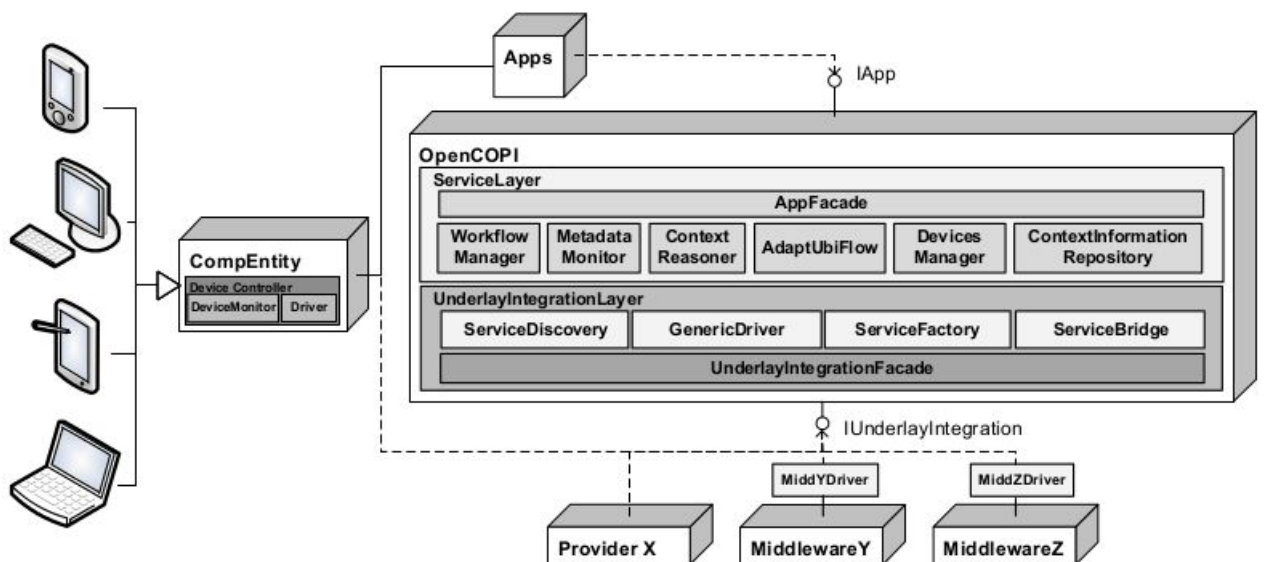 Apps
IApp
OpenCOPI
ServiceLayer
AppFacade
Workflow
Manager
Metadada
Monitor
Context
Reasoner
AdaptUbiFlow
Devices
Manager
ContextInformation
Repository
CompEntity
Device Controller
DeviceMonitor
Driver
UnderlayIntegrationLayer
ServiceDiscovery
GenericDriver
ServiceFactory
ServiceBridge
UnderlayIntegrationFacade
IUnderlayIntegration
MiddYDriver
MiddZDriver
Provider X
MiddlewareY
MiddlewareZ